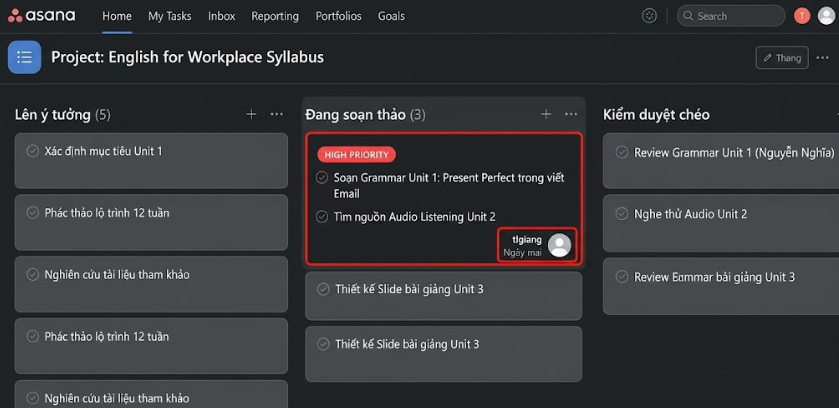 asana
Home
My Tasks
Inbox
Reporting
Portfolios
Goals
Search
T
Project: English for Workplace Syllabus
Thang
Lên ý tưởng (5)
Xác định mục tiêu Unit 1
Phác thảo lộ trình 12 tuần
Nghiên cứu tài liệu tham khảo
Phác thảo lộ trình 12 tuần
Nghiên cứu tài liệu tham khảo
Đang soạn thảo (3)
HIGH PRIORITY
Soạn Grammar Unit 1: Present Perfect trong viết
Email
Tìm nguồn Audio Listening Unit 2
tlgiang
Ngày mai
Thiết kế Slide bài giảng Unit 3
Thiết kế Slide bài giảng Unit 3
Kiểm duyệt chéo
Review Grammar Unit 1 (Nguyễn Nghĩa)
Nghe thử Audio Unit 2
Review Eammar bài giảng Unit 3